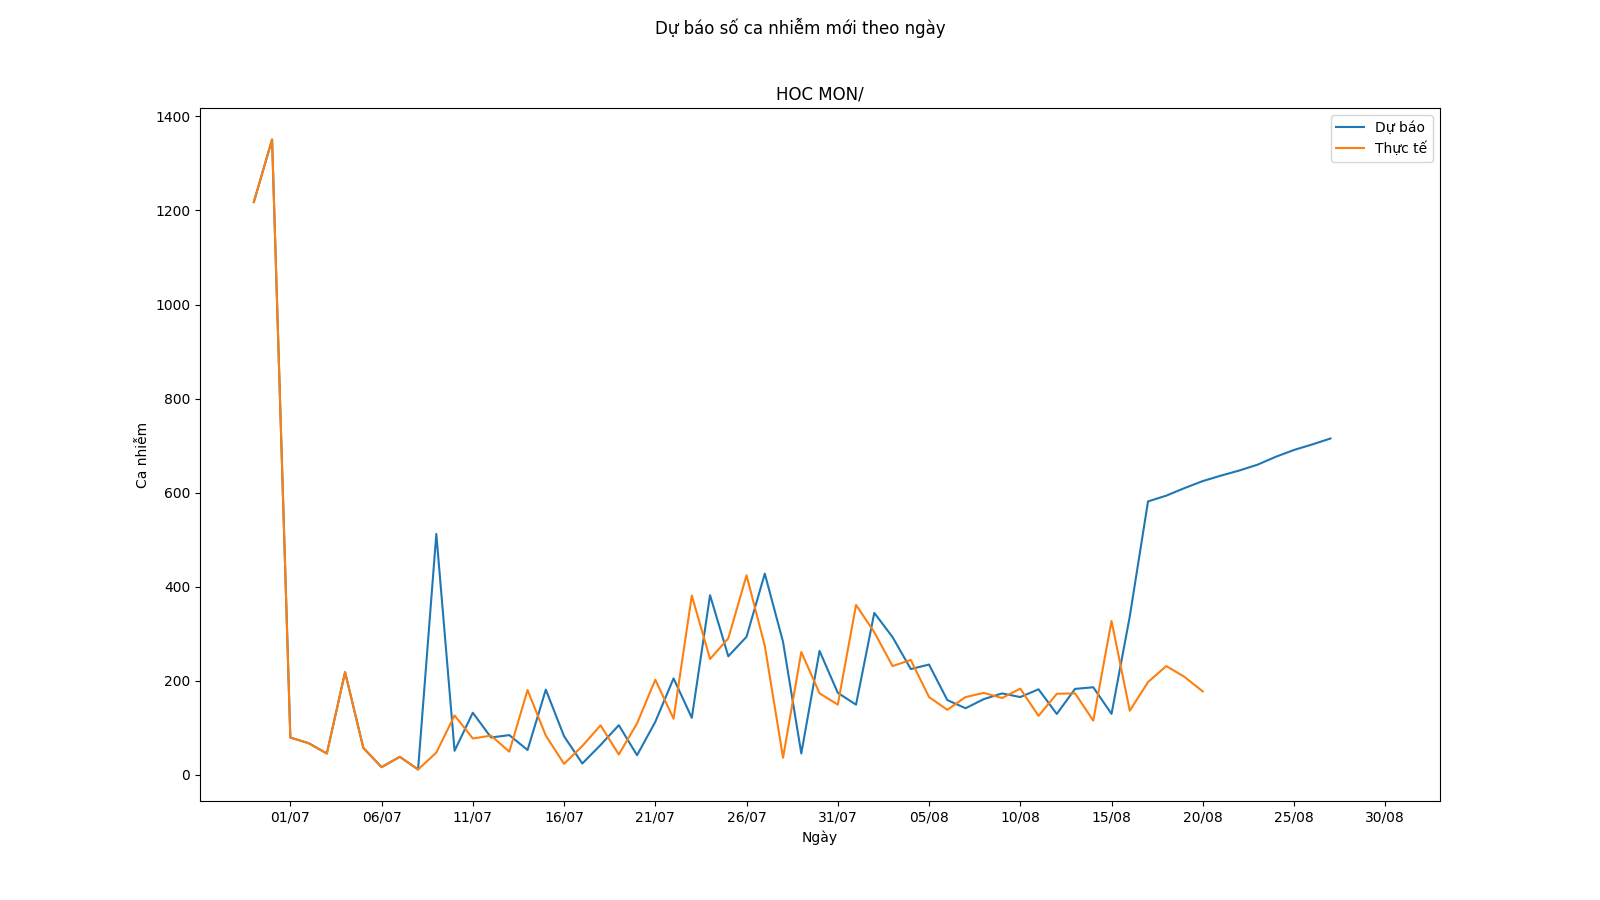 Dự báo số ca nhiễm mới theo ngày
HOC MON/
Dự báo
Thực tế
1400
1200
1000
800
600
400
200
0
Ca nhiễm
01/07 06/07 11/07 16/07 21/07 26/07 31/07 05/08 10/08 15/08 20/08 25/08 30/08
Ngày